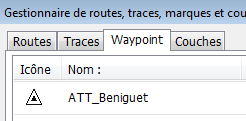 Gestionnaire de routes, traces, marques et cou
Routes Traces Waypoint Couches
Icône Nom :
ATT_Beniguet